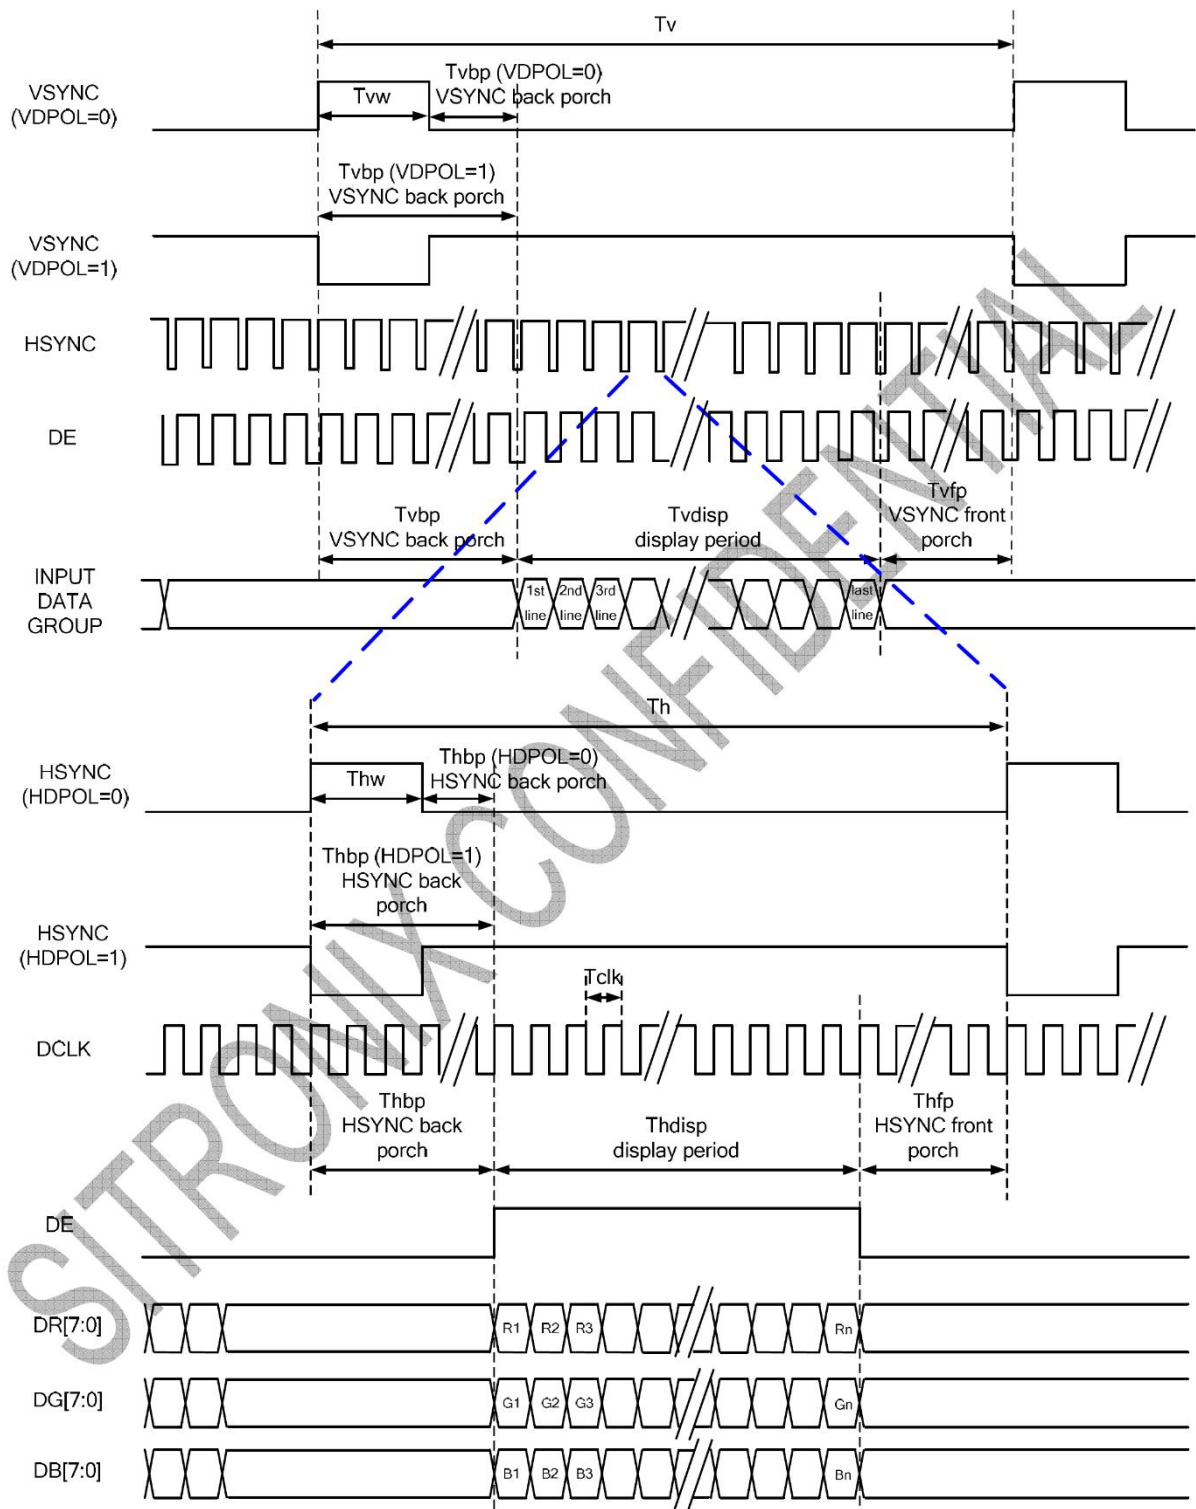 Tv
VSYNC
(VDPOL=0)
Tvw
Tvbp (VDPOL=0)
VSYNC back porch
Tvbp (VDPOL=1)
VSYNC back porch
VSYNC
(VDPOL=1)
HSYNC
DE
Tvbp
VSYNC back porch
Tvdisp
display period
Tvfp
VSYNC front
porch
INPUT
DATA
GROUP
1st
line
2nd
line
3rd
line
last
line
Th
HSYNC
(HDPOL=0)
Thw
Thbp (HDPOL=0)
HSYNC back porch
Thbp (HDPOL=1)
HSYNC back
porch
HSYNC
(HDPOL=1)
Tclk
DCLK
Thbp
HSYNC back
porch
Thdisp
display period
Thfp
HSYNC front
porch
DE
DR[7:0]
R1 R2 R3 Rn
DG[7:0]
G1 G2 G3 Gn
DB[7:0]
B1 B2 B3 Bn
SITRONIX CONFIDENTIAL